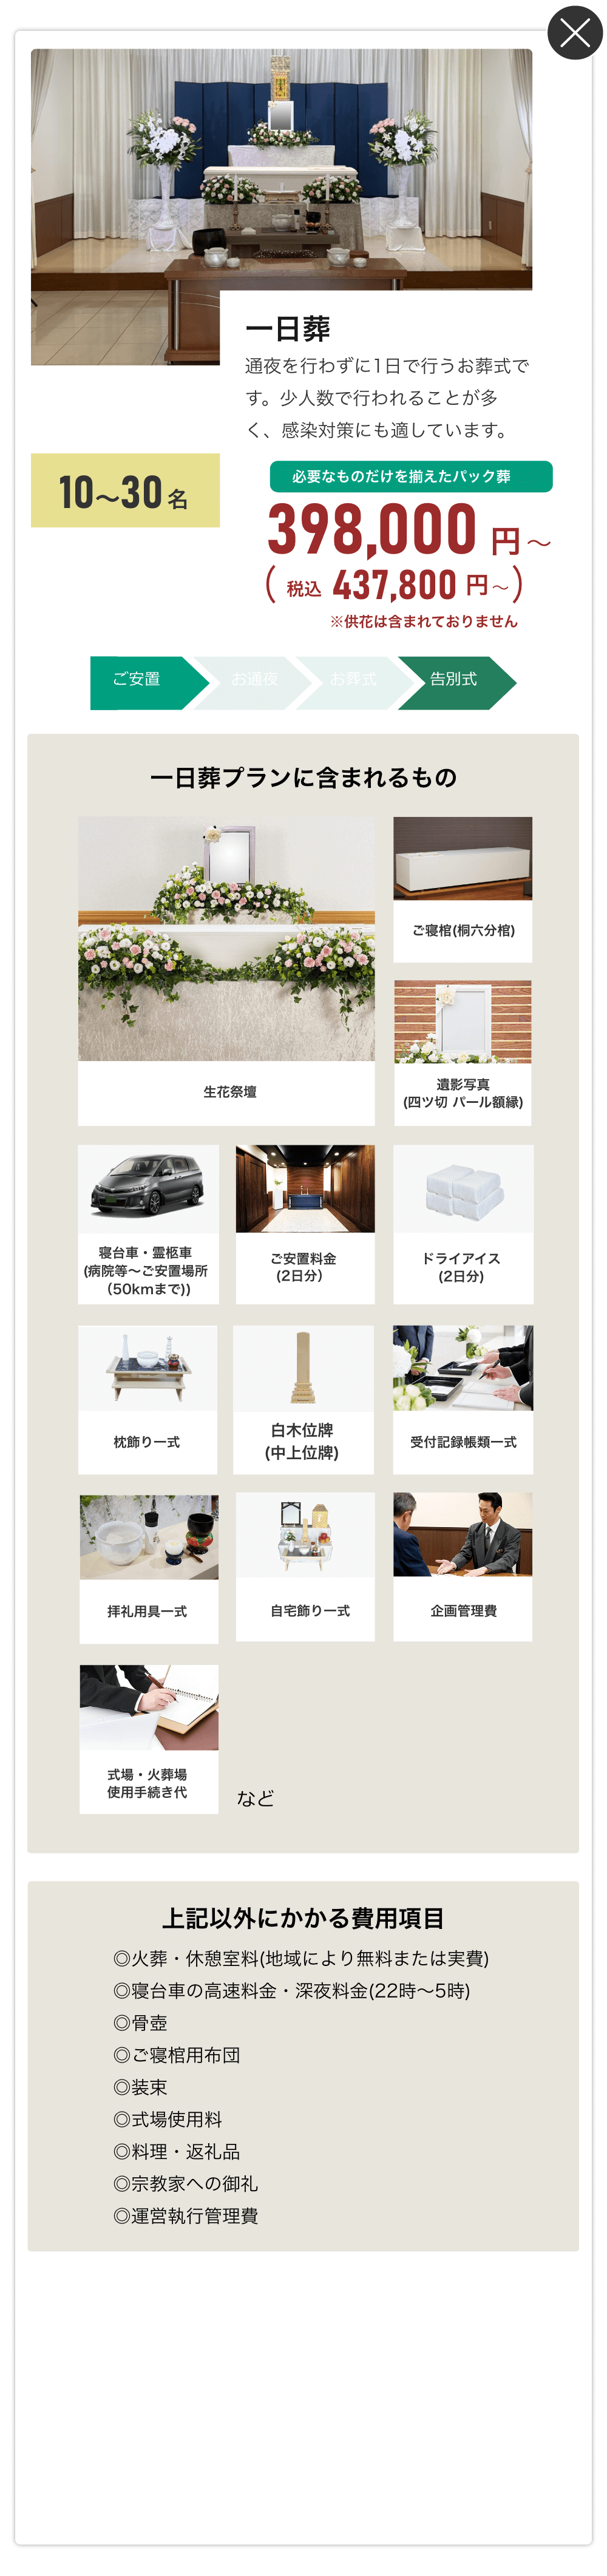 一日葬
通夜を行わずに1日で行うお葬式で
す。少人数で行われることが多
く、感染対策にも適しています。
10〜30名
必要なものだけを揃えたパック葬
398,000 円〜
( 税込 437,800 円〜)
※供花は含まれておりません
ご安置 お通夜 お葬式 告別式
一日葬プランに含まれるもの
ご寝棺(桐六分棺)
生花祭壇
遺影写真
(四ツ切 パール額縁)
寝台車・霊柩車
(病院等〜ご安置場所
(50kmまで))
ご安置料金
(2日分)
ドライアイス
(2日分)
枕飾り一式
白木位牌
(中上位牌)
受付記録帳類一式
拝礼用具一式
自宅飾り一式
企画管理費
式場・火葬場
使用手続き代
など
上記以外にかかる費用項目
◎火葬・休憩室料(地域により無料または実費)
◎寝台車の高速料金・深夜料金(22時〜5時)
◎骨壺
◎ご寝棺用布団
◎装束
◎式場使用料
◎料理・返礼品
◎宗教家への御礼
◎運営執行管理費